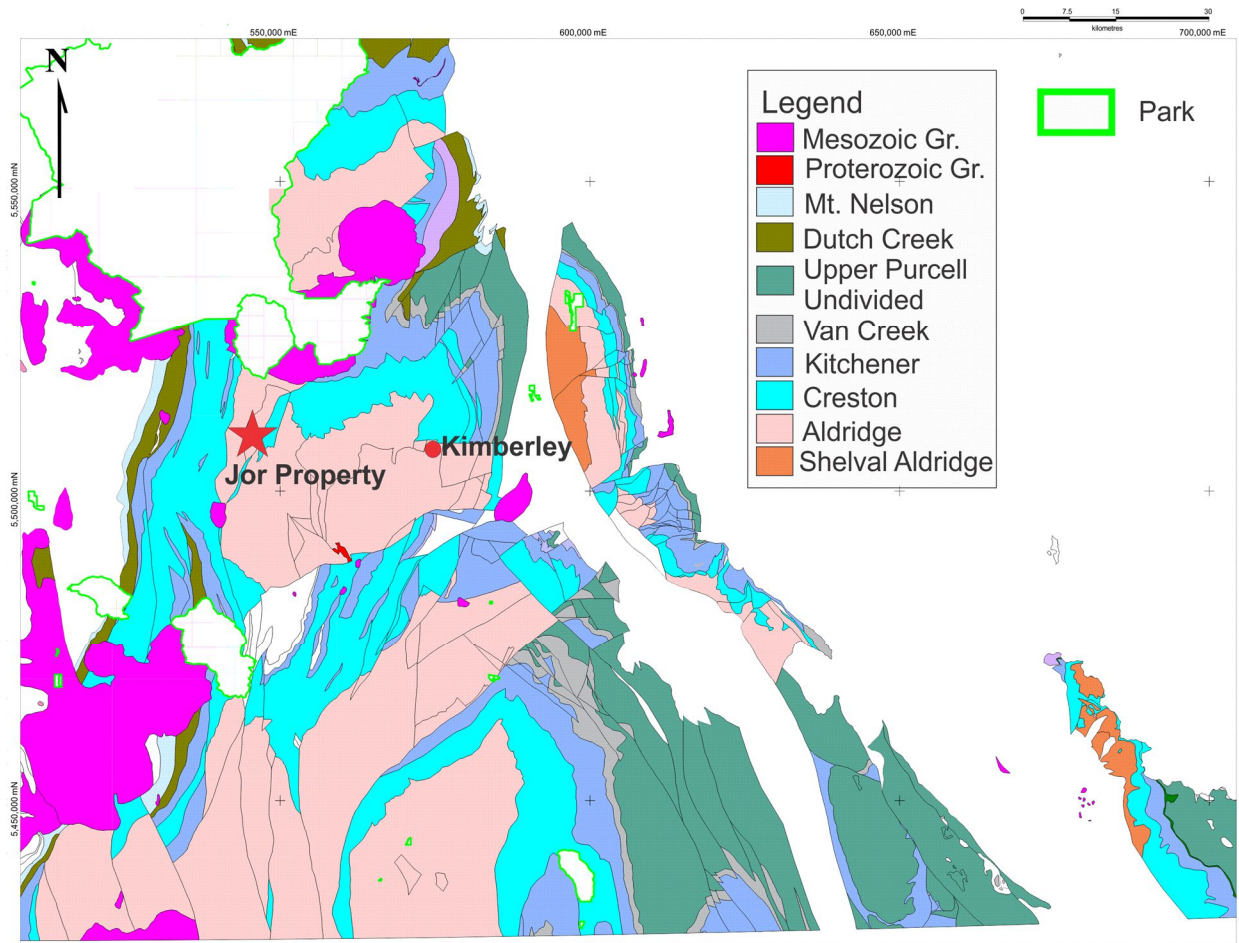 0 7.5 15 30
kilometres
550,000 mE 600,000 mE 650,000 mE 700,000 mE
N
Legend
Mesozoic Gr.
Proterozoic Gr.
Mt. Nelson
Dutch Creek
Upper Purcell
Undivided
Van Creek
Kitchener
Creston
Aldridge
Shelval Aldridge
Park
5,550,000 mN
Kimberley
Jor Property
5,500,000 mN
5,450,000 mN